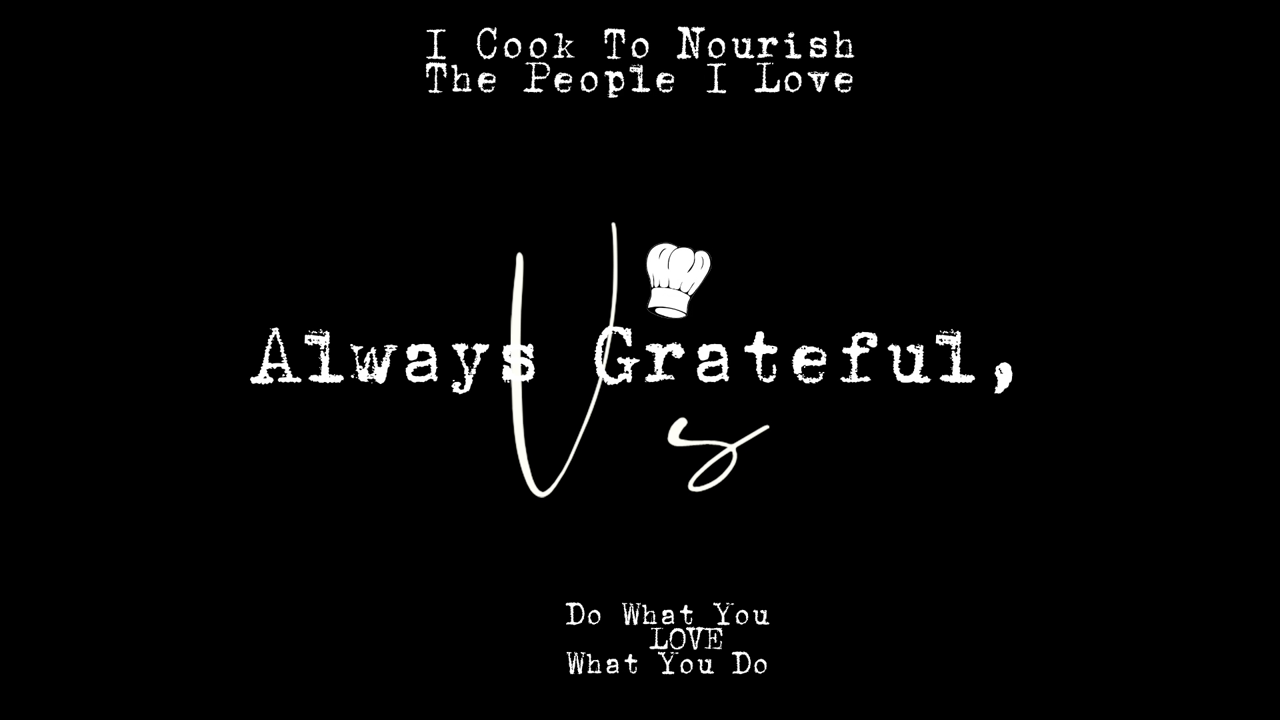 I Cook To Nourish
The People I Love
Always Grateful,
Vs
Do What You
LOVE
What You Do